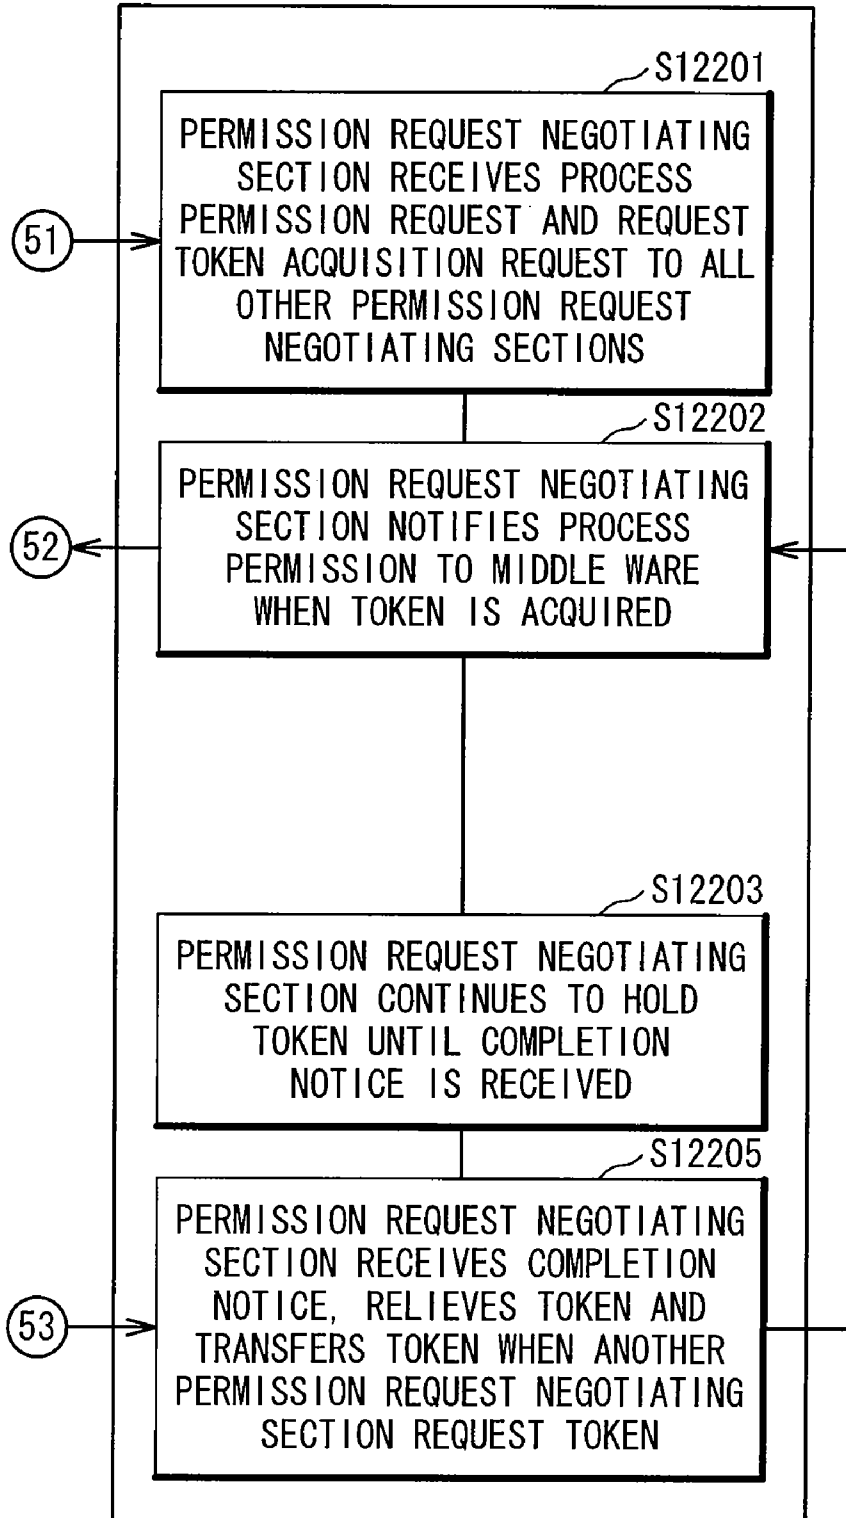 S12201
PERMISSION REQUEST NEGOTIATING
SECTION RECEIVES PROCESS
PERMISSION REQUEST AND REQUEST
TOKEN ACQUISITION REQUEST TO ALL
OTHER PERMISSION REQUEST
NEGOTIATING SECTIONS
51
S12202
PERMISSION REQUEST NEGOTIATING
SECTION NOTIFIES PROCESS
PERMISSION TO MIDDLE WARE
WHEN TOKEN IS ACQUIRED
52
S12203
PERMISSION REQUEST NEGOTIATING
SECTION CONTINUES TO HOLD
TOKEN UNTIL COMPLETION
NOTICE IS RECEIVED
S12205
PERMISSION REQUEST NEGOTIATING
SECTION RECEIVES COMPLETION
NOTICE, RELIEVES TOKEN AND
TRANSFERS TOKEN WHEN ANOTHER
PERMISSION REQUEST NEGOTIATING
SECTION REQUEST TOKEN
53